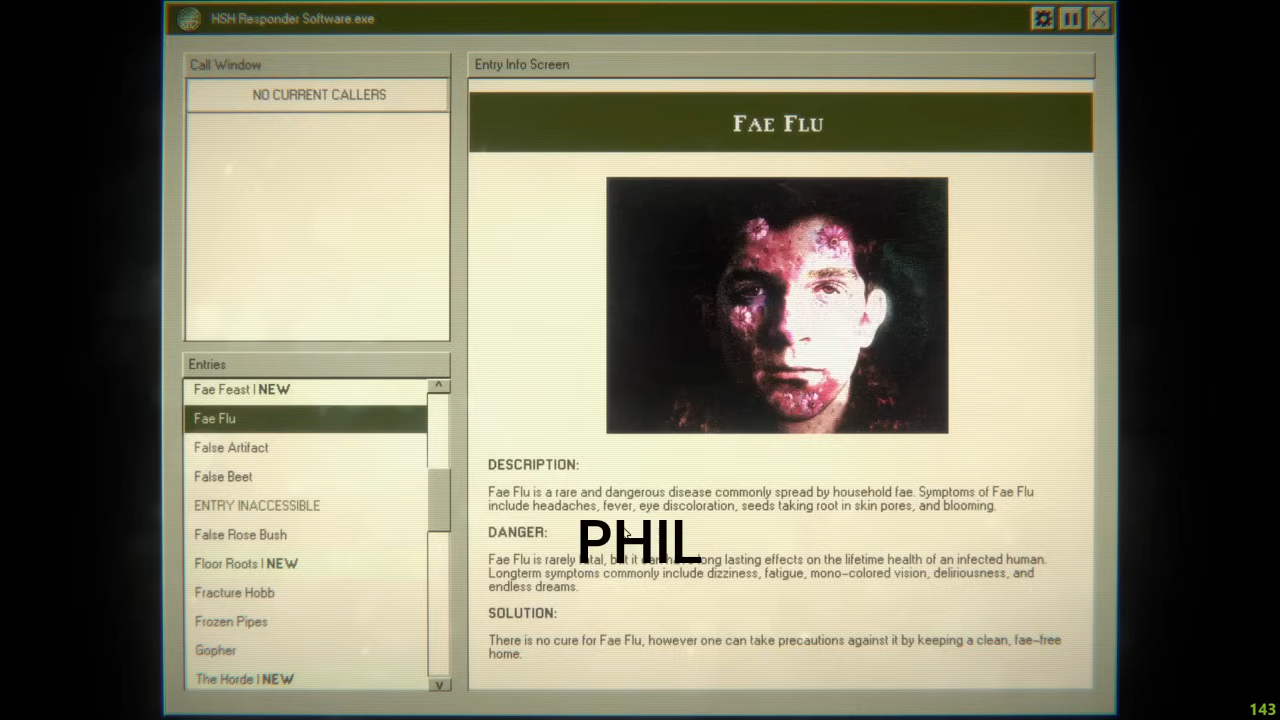 HSH Responder Software.exe
Call Window
NO CURRENT CALLERS
Entries
Fae Feast | NEW
Fae Flu
False Artifact
False Beet
ENTRY INACCESSIBLE
False Rose Bush
Floor Roots | NEW
Fracture Hobb
Frozen Pipes
Gopher
The Horde | NEW
Entry Info Screen
FAE FLU
DESCRIPTION:
Fae Flu is a rare and dangerous disease commonly spread by household fae. Symptoms of Fae Flu
include headaches, fever, eye discoloration, seeds taking root in skin pores, and blooming.
DANGER:
PHIL
Fae Flu is rarely fatal, but it can have long lasting effects on the lifetime health of an infected human.
Longterm symptoms commonly include dizziness, fatigue, mono-colored vision, deliriousness, and
endless dreams.
SOLUTION:
There is no cure for Fae Flu, however one can take precautions against it by keeping a clean, fae-free
home.
143